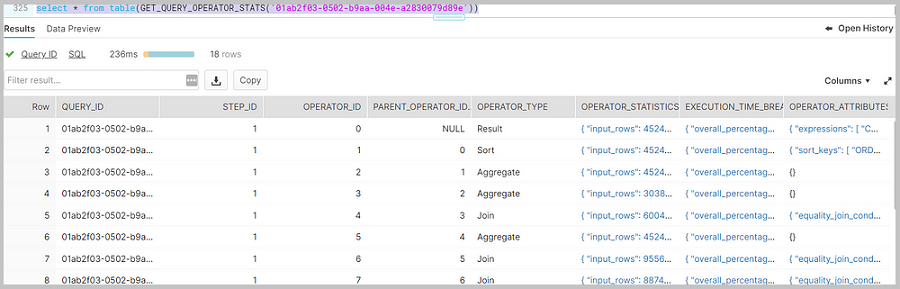 325 select * from table(GET_QUERY_OPERATOR_STATS('01ab2f03-0502-b9aa-004e-a2830079d89e'))
Results Data Preview Open History
Query ID SQL 236ms 18 rows
Filter result... Copy Columns
Row QUERY_ID STEP_ID OPERATOR_ID PARENT_OPERATOR_ID... OPERATOR_TYPE OPERATOR_STATISTICS EXECUTION_TIME_BREA OPERATOR_ATTRIBUTES
1 01ab2f03-0502-b9a... 1 0 NULL Result { "input_rows": 4524... { "overall_percentag... { "expressions": [ "C...
2 01ab2f03-0502-b9a... 1 1 0 Sort { "input_rows": 4524... { "overall_percentag... { "sort_keys": [ "ORD...
3 01ab2f03-0502-b9a... 1 2 1 Aggregate { "input_rows": 4524... { "overall_percentag... {}
4 01ab2f03-0502-b9a... 1 3 2 Aggregate { "input_rows": 3038... { "overall_percentag... {}
5 01ab2f03-0502-b9a... 1 4 3 Join { "input_rows": 6004... { "overall_percentag... { "equality_join_cond...
6 01ab2f03-0502-b9a... 1 5 4 Aggregate { "input_rows": 4524... { "overall_percentag... {}
7 01ab2f03-0502-b9a... 1 6 5 Join { "input_rows": 9556... { "overall_percentag... { "equality_join_cond...
8 01ab2f03-0502-b9a... 1 7 6 Join { "input_rows": 8874... { "overall_percentag... { "equality_join_cond...